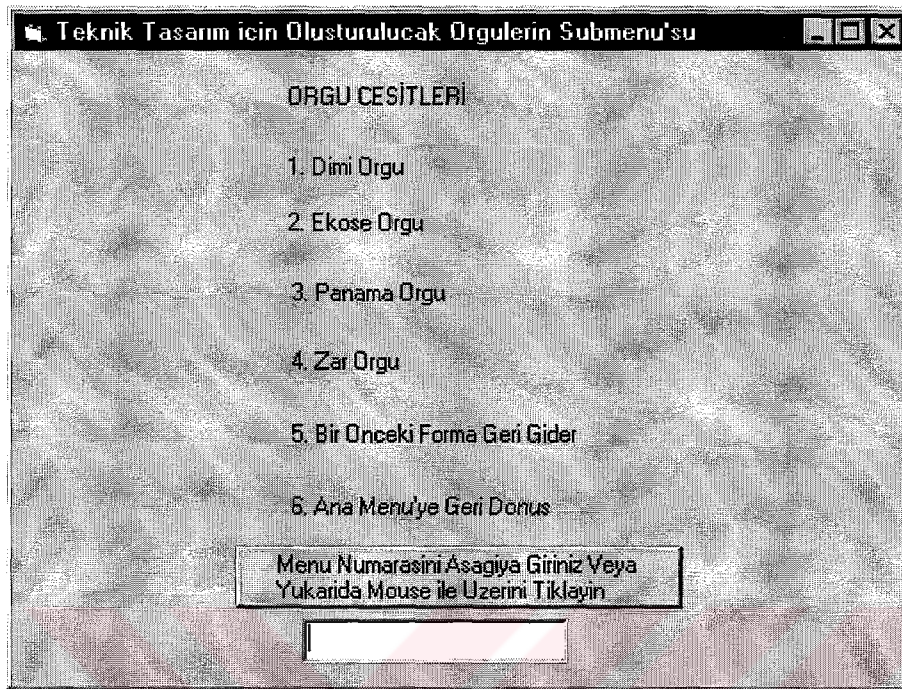 Teknik Tasarım icin Olusturulucak Orgulerin Submenu'su
ORGU CESİTLERİ
1. Dimi Orgu
2. Ekose Orgu
3. Panama Orgu
4. Zar Orgu
5. Bir Onceki Forma Geri Gider
6. Ana Menu'ye Geri Donus
Menu Numarasini Asagiya Giriniz Veya
Yukarida Mouse ile Uzerini Tiklayin